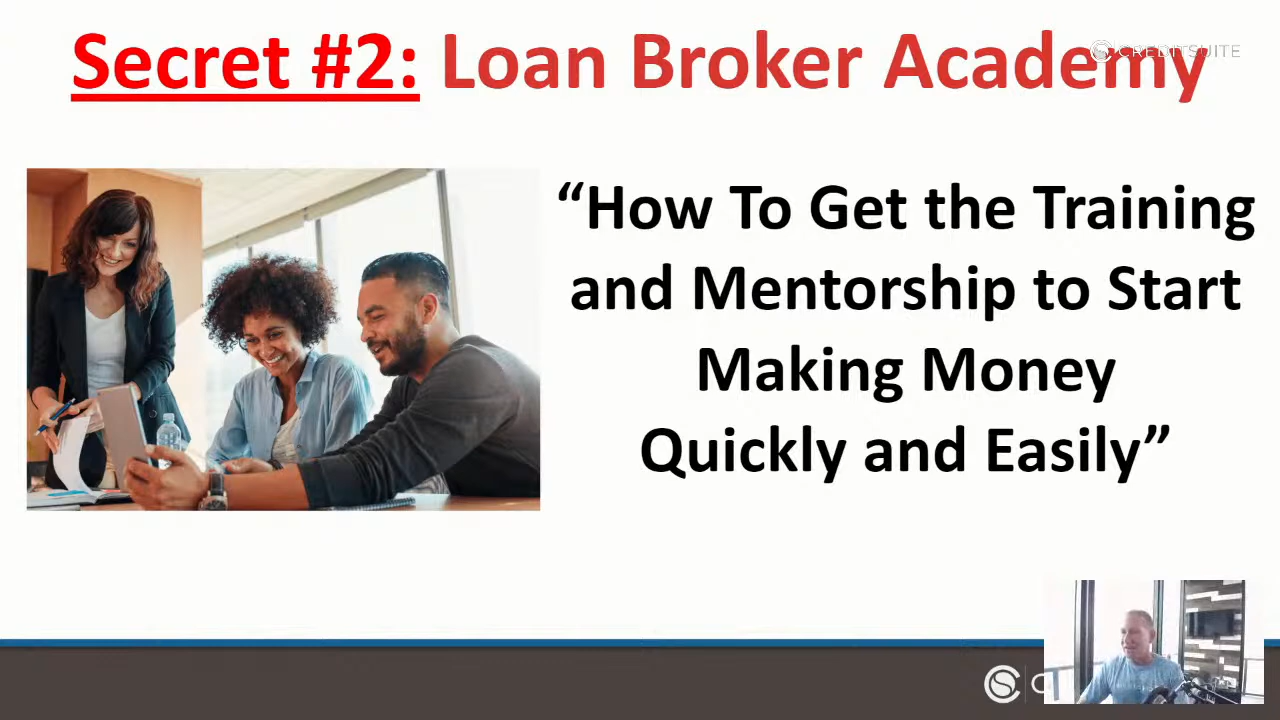 Secret #2: Loan Broker Academy
CREDITSUITE
“How To Get the Training
and Mentorship to Start
Making Money
Quickly and Easily”